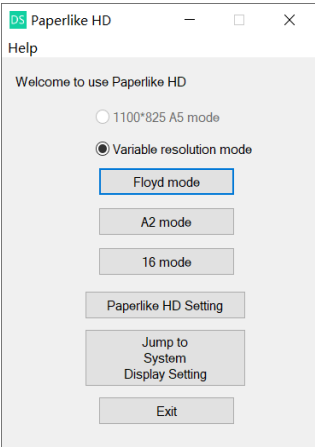 DS Paperlike HD
Help
Welcome to use Paperlike HD
1100*825 A5 mode
Variable resolution mode
Floyd mode
A2 mode
16 mode
Paperlike HD Setting
Jump to
System
Display Setting
Exit